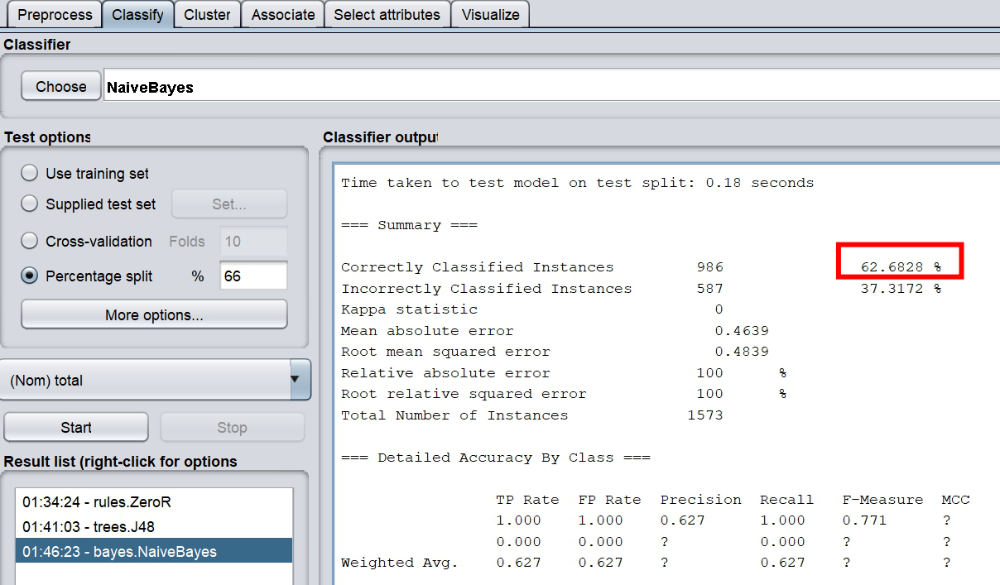 Preprocess Classify Cluster Associate Select attributes Visualize
Classifier
Choose NaiveBayes
Test options
Use training set
Supplied test set Set...
Cross-validation Folds 10
Percentage split % 66
More options...
(Nom) total
Start Stop
Result list (right-click for options
01:34:24 - rules.ZeroR
01:41:03 - trees.J48
01:46:23 - bayes.NaiveBayes
Classifier output
Time taken to test model on test split: 0.18 seconds
=== Summary ===
Correctly Classified Instances 986 62.6828 %
Incorrectly Classified Instances 587 37.3172 %
Kappa statistic 0
Mean absolute error 0.4639
Root mean squared error 0.4839
Relative absolute error 100 %
Root relative squared error 100 %
Total Number of Instances 1573
=== Detailed Accuracy By Class ===
TP Rate FP Rate Precision Recall F-Measure MCC
1.000 1.000 0.627 1.000 0.771 ?
0.000 0.000 ? 0.000 ? ?
Weighted Avg. 0.627 0.627 ? 0.627 ? ?